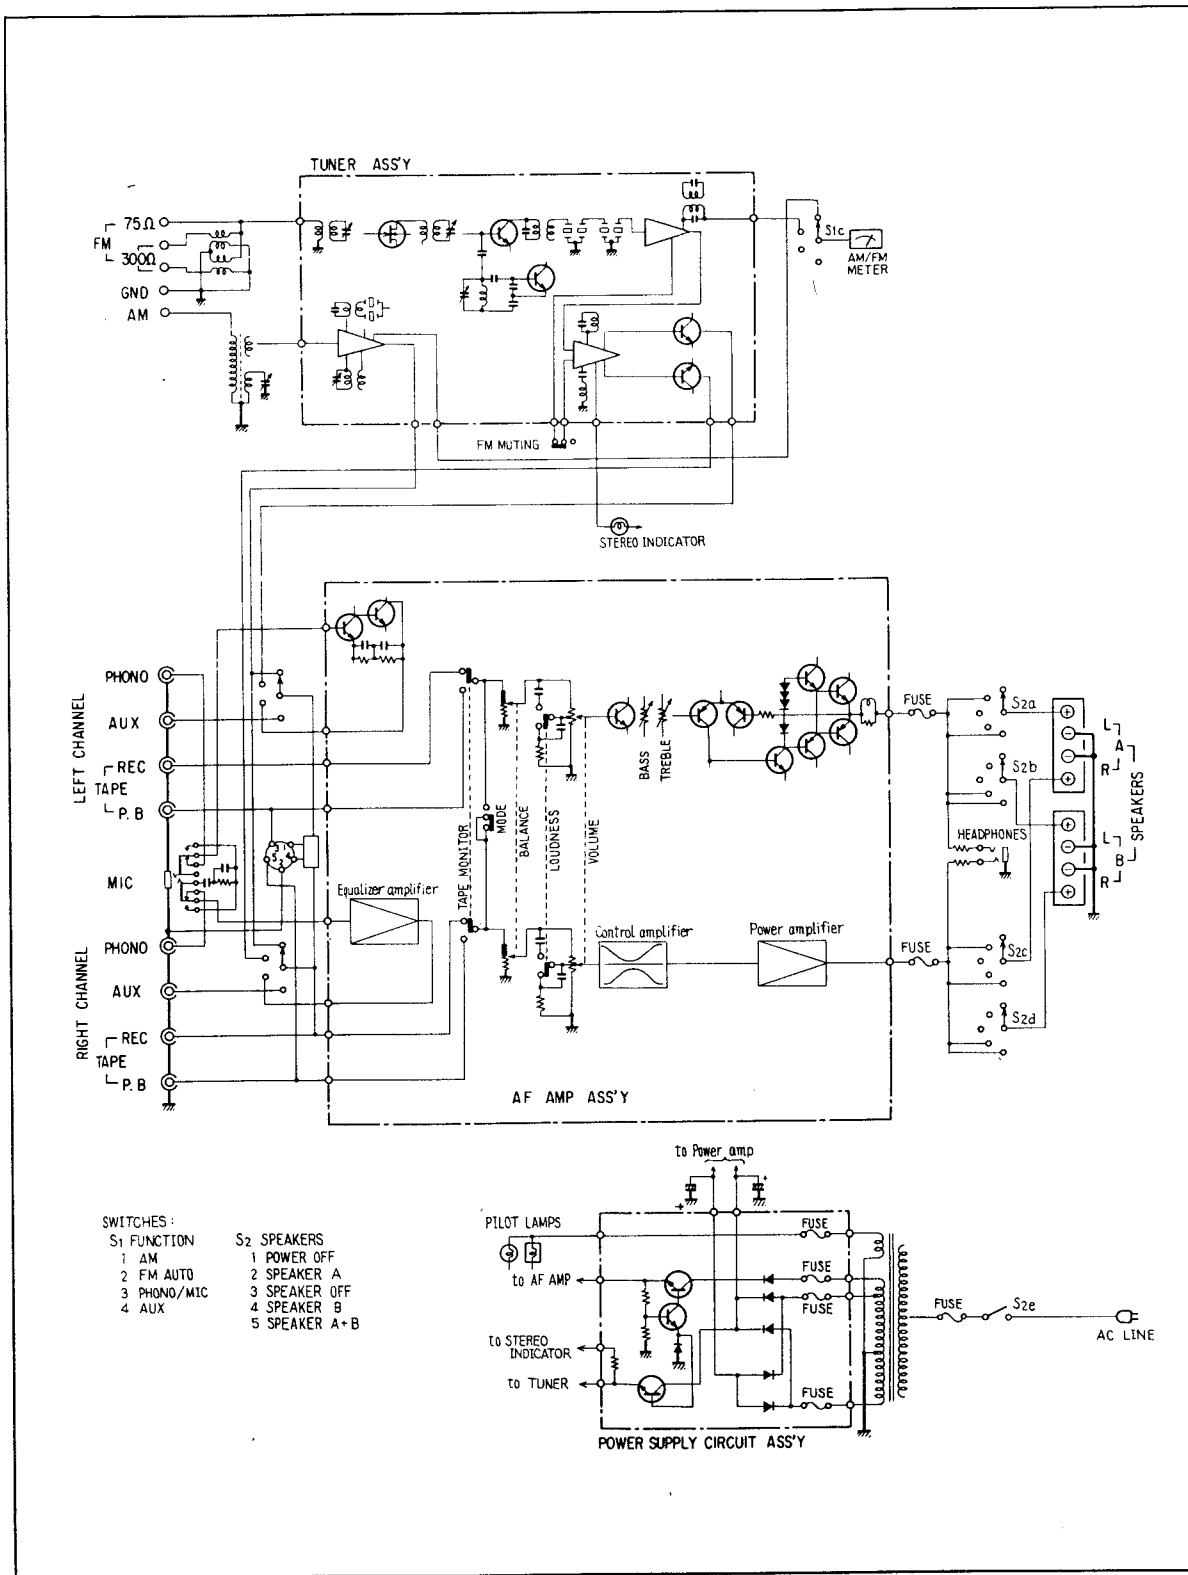 TUNER ASS'Y
75Ω
FM
300Ω
GND
AM
S1c
AM/FM
METER
FM MUTING
STEREO INDICATOR
LEFT CHANNEL
PHONO
AUX
REC
TAPE
P.B
MIC
3 1 4
5 2
RIGHT CHANNEL
PHONO
AUX
REC
TAPE
P.B
Equalizer amplifier
TAPE MONITOR
MODE
BALANCE
LOUDNESS
VOLUME
BASS
TREBLE
Control amplifier
Power amplifier
AF AMP ASS'Y
FUSE
FUSE
S2a
S2b
HEADPHONES
S2c
S2d
+
−
−
+
+
−
−
+
L
A
R
L
B
R
SPEAKERS
to Power amp
+
+
SWITCHES:
S1 FUNCTION
1 AM
2 FM AUTO
3 PHONO/MIC
4 AUX
S2 SPEAKERS
1 POWER OFF
2 SPEAKER A
3 SPEAKER OFF
4 SPEAKER B
5 SPEAKER A+B
PILOT LAMPS
to AF AMP
to STEREO
INDICATOR
to TUNER
FUSE
FUSE
FUSE
FUSE
FUSE
S2e
AC LINE
POWER SUPPLY CIRCUIT ASS'Y